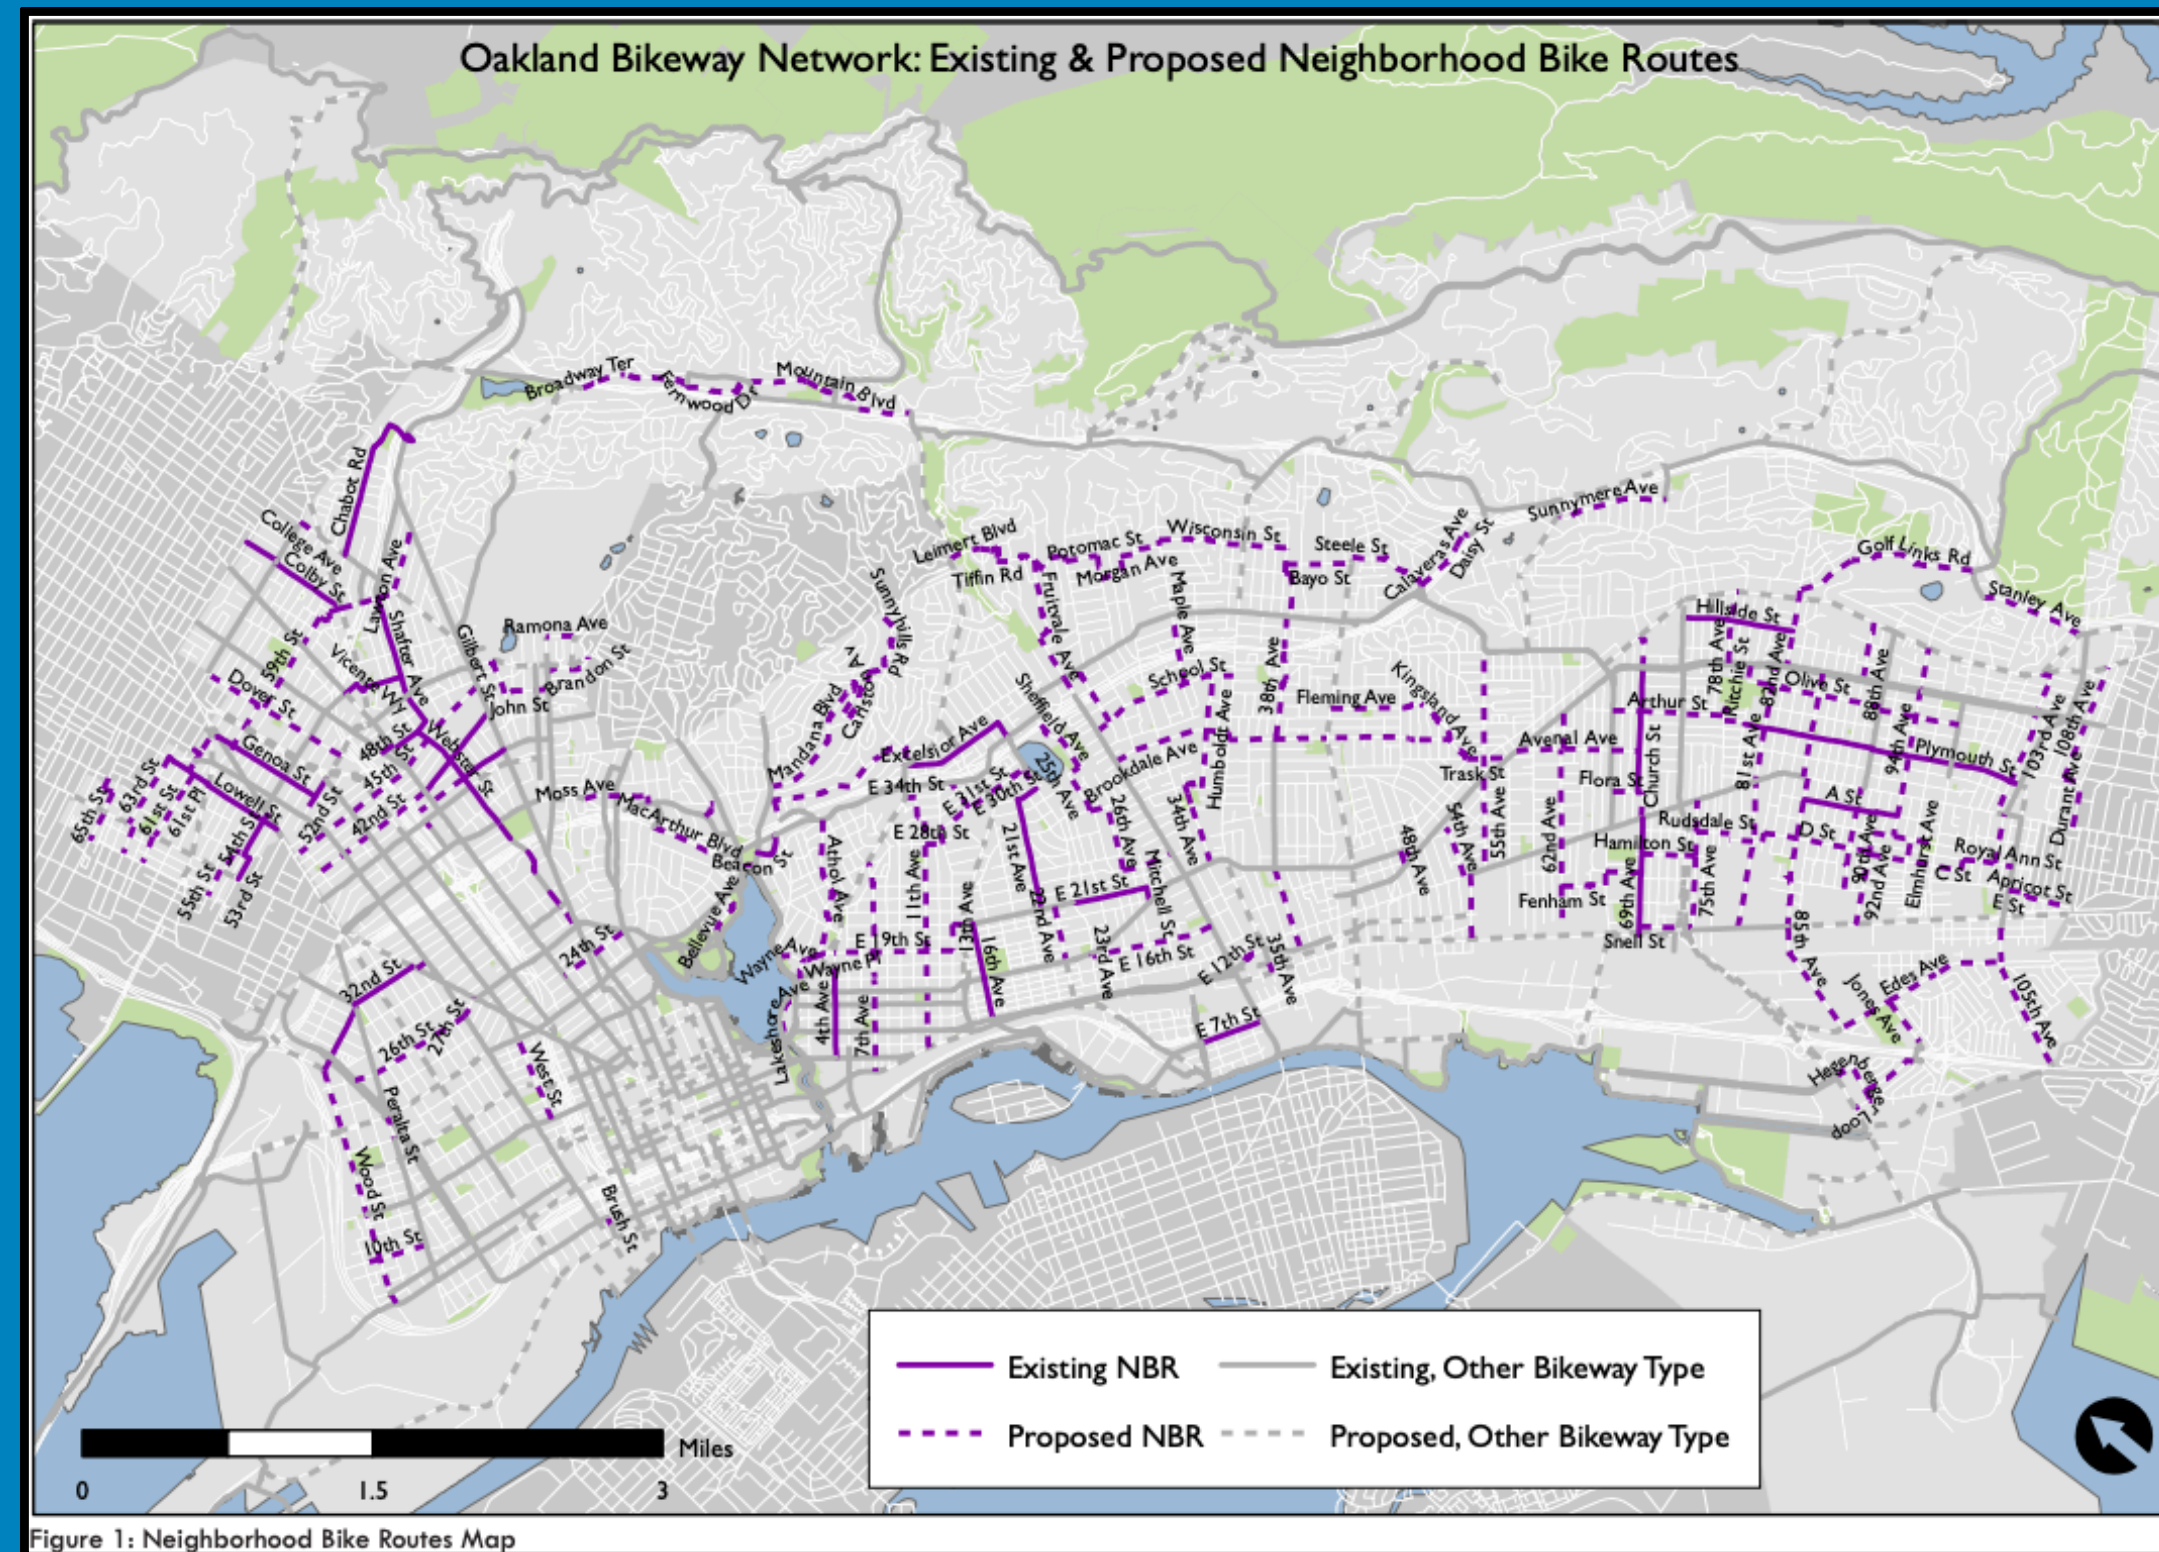 Oakland Bikeway Network: Existing & Proposed Neighborhood Bike Routes
Broadway Ter
Fernwood Dr
Mountain Blvd
Chabot Rd
College Ave
Colby St
Lawton Ave
Shafter Ave
59th St
Vicente WY
Dover St
Gilbert St
Ramona Ave
Brandon St
John St
48th St
45th St
42nd St
Webster St
Genoa St
52nd St
Lowell St
65th St
63rd St
61st St
61st Pl
54th St
55th St
53rd St
Moss Ave
MacArthur Blvd
Beacon St
Bellevue Ave
24th St
32nd St
26th St
27th St
West St
Peralta St
Wood St
10th St
Brush St
Sunnyhills Rd
Carlston Av
Mandana Blvd
Excelsior Ave
E 34th St
E 31st St
E 30th St
E 28th St
Athol Ave
11th Ave
13th Ave
16th Ave
E 19th St
Wayne Ave
Wayne Pl
Lakeshore Ave
4th Ave
7th Ave
21st Ave
22nd Ave
E 21st St
23rd Ave
E 16th St
Mitchell St
26th Ave
25th Ave
Sheffield Ave
Brookdale Ave
34th Ave
Humboldt Ave
E 12th St
35th Ave
E 7th St
Leimert Blvd
Tiffin Rd
Fruitvale Ave
Potomac St
Morgan Ave
Maple Ave
School St
Wisconsin St
Steele St
Bayo St
38th Ave
Calaveras Ave
Daisy St
Sunnymere Ave
Fleming Ave
Kingsland Ave
Trask St
48th Ave
54th Ave
55th Ave
Avenal Ave
62nd Ave
Fenham St
Flora St
Arthur St
Church St
Hamilton St
69th Ave
Snell St
Rudsdale St
75th Ave
Hillside St
78th Ave
Ritchie St
82nd Ave
81st Ave
Olive St
88th Ave
94th Ave
Plymouth St
A St
D St
90th Ave
92nd Ave
Elmhurst Ave
C St
Royal Ann St
Apricot St
E St
85th Ave
Jones Ave
Edes Ave
105th Ave
Hegenberger Loop
Golf Links Rd
Stanley Ave
103rd Ave
108th Ave
Durant Ave
Existing NBR
Existing, Other Bikeway Type
Proposed NBR
Proposed, Other Bikeway Type
Miles
0
1.5
3
Figure 1: Neighborhood Bike Routes Map